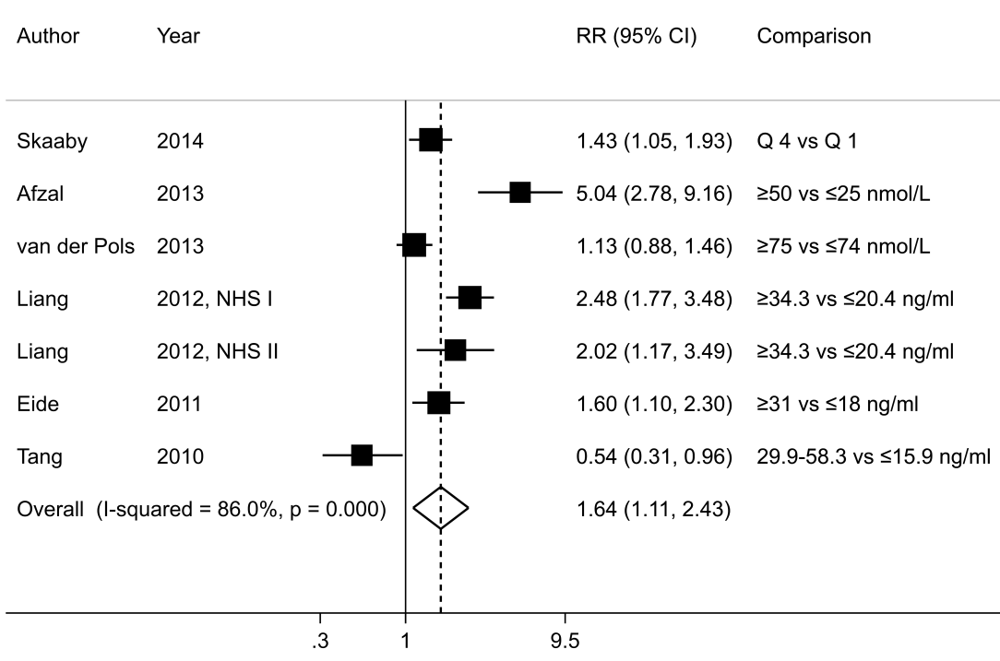 Author Year RR (95% CI) Comparison
Skaaby 2014 1.43 (1.05, 1.93) Q 4 vs Q 1
Afzal 2013 5.04 (2.78, 9.16) ≥50 vs ≤25 nmol/L
van der Pols 2013 1.13 (0.88, 1.46) ≥75 vs ≤74 nmol/L
Liang 2012, NHS I 2.48 (1.77, 3.48) ≥34.3 vs ≤20.4 ng/ml
Liang 2012, NHS II 2.02 (1.17, 3.49) ≥34.3 vs ≤20.4 ng/ml
Eide 2011 1.60 (1.10, 2.30) ≥31 vs ≤18 ng/ml
Tang 2010 0.54 (0.31, 0.96) 29.9-58.3 vs ≤15.9 ng/ml
Overall (I-squared = 86.0%, p = 0.000) 1.64 (1.11, 2.43)
.3 1 9.5